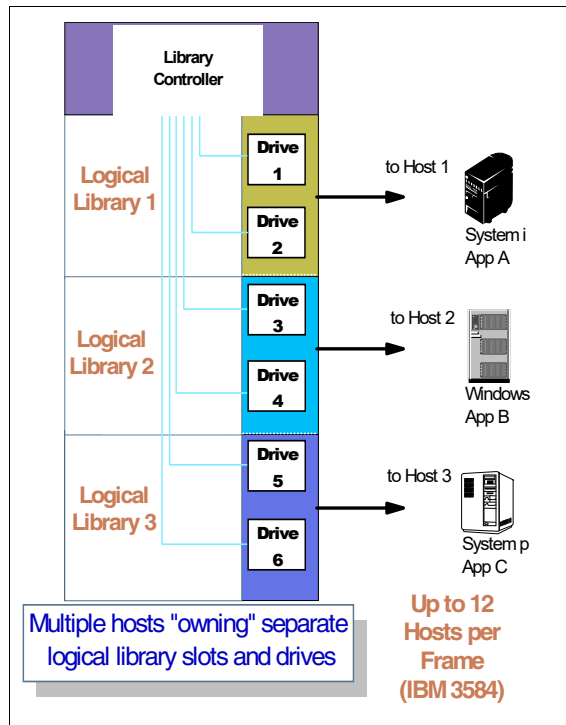 Library
Controller
Logical
Library 1
Drive
1
Drive
2
to Host 1
System i
App A
Logical
Library 2
Drive
3
Drive
4
to Host 2
Windows
App B
Logical
Library 3
Drive
5
Drive
6
to Host 3
System p
App C
Multiple hosts "owning" separate
logical library slots and drives
Up to 12
Hosts per
Frame
(IBM 3584)